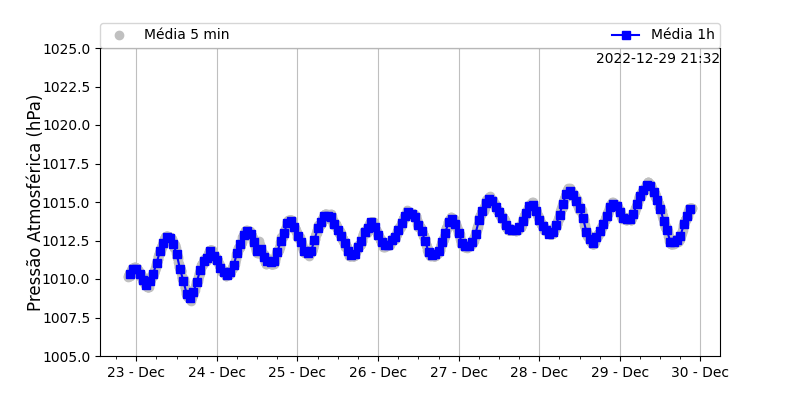 Média 5 min
Média 1h
2022-12-29 21:32
Pressão Atmosférica (hPa)
1025.0
1022.5
1020.0
1017.5
1015.0
1012.5
1010.0
1007.5
1005.0
23 - Dec
24 - Dec
25 - Dec
26 - Dec
27 - Dec
28 - Dec
29 - Dec
30 - Dec